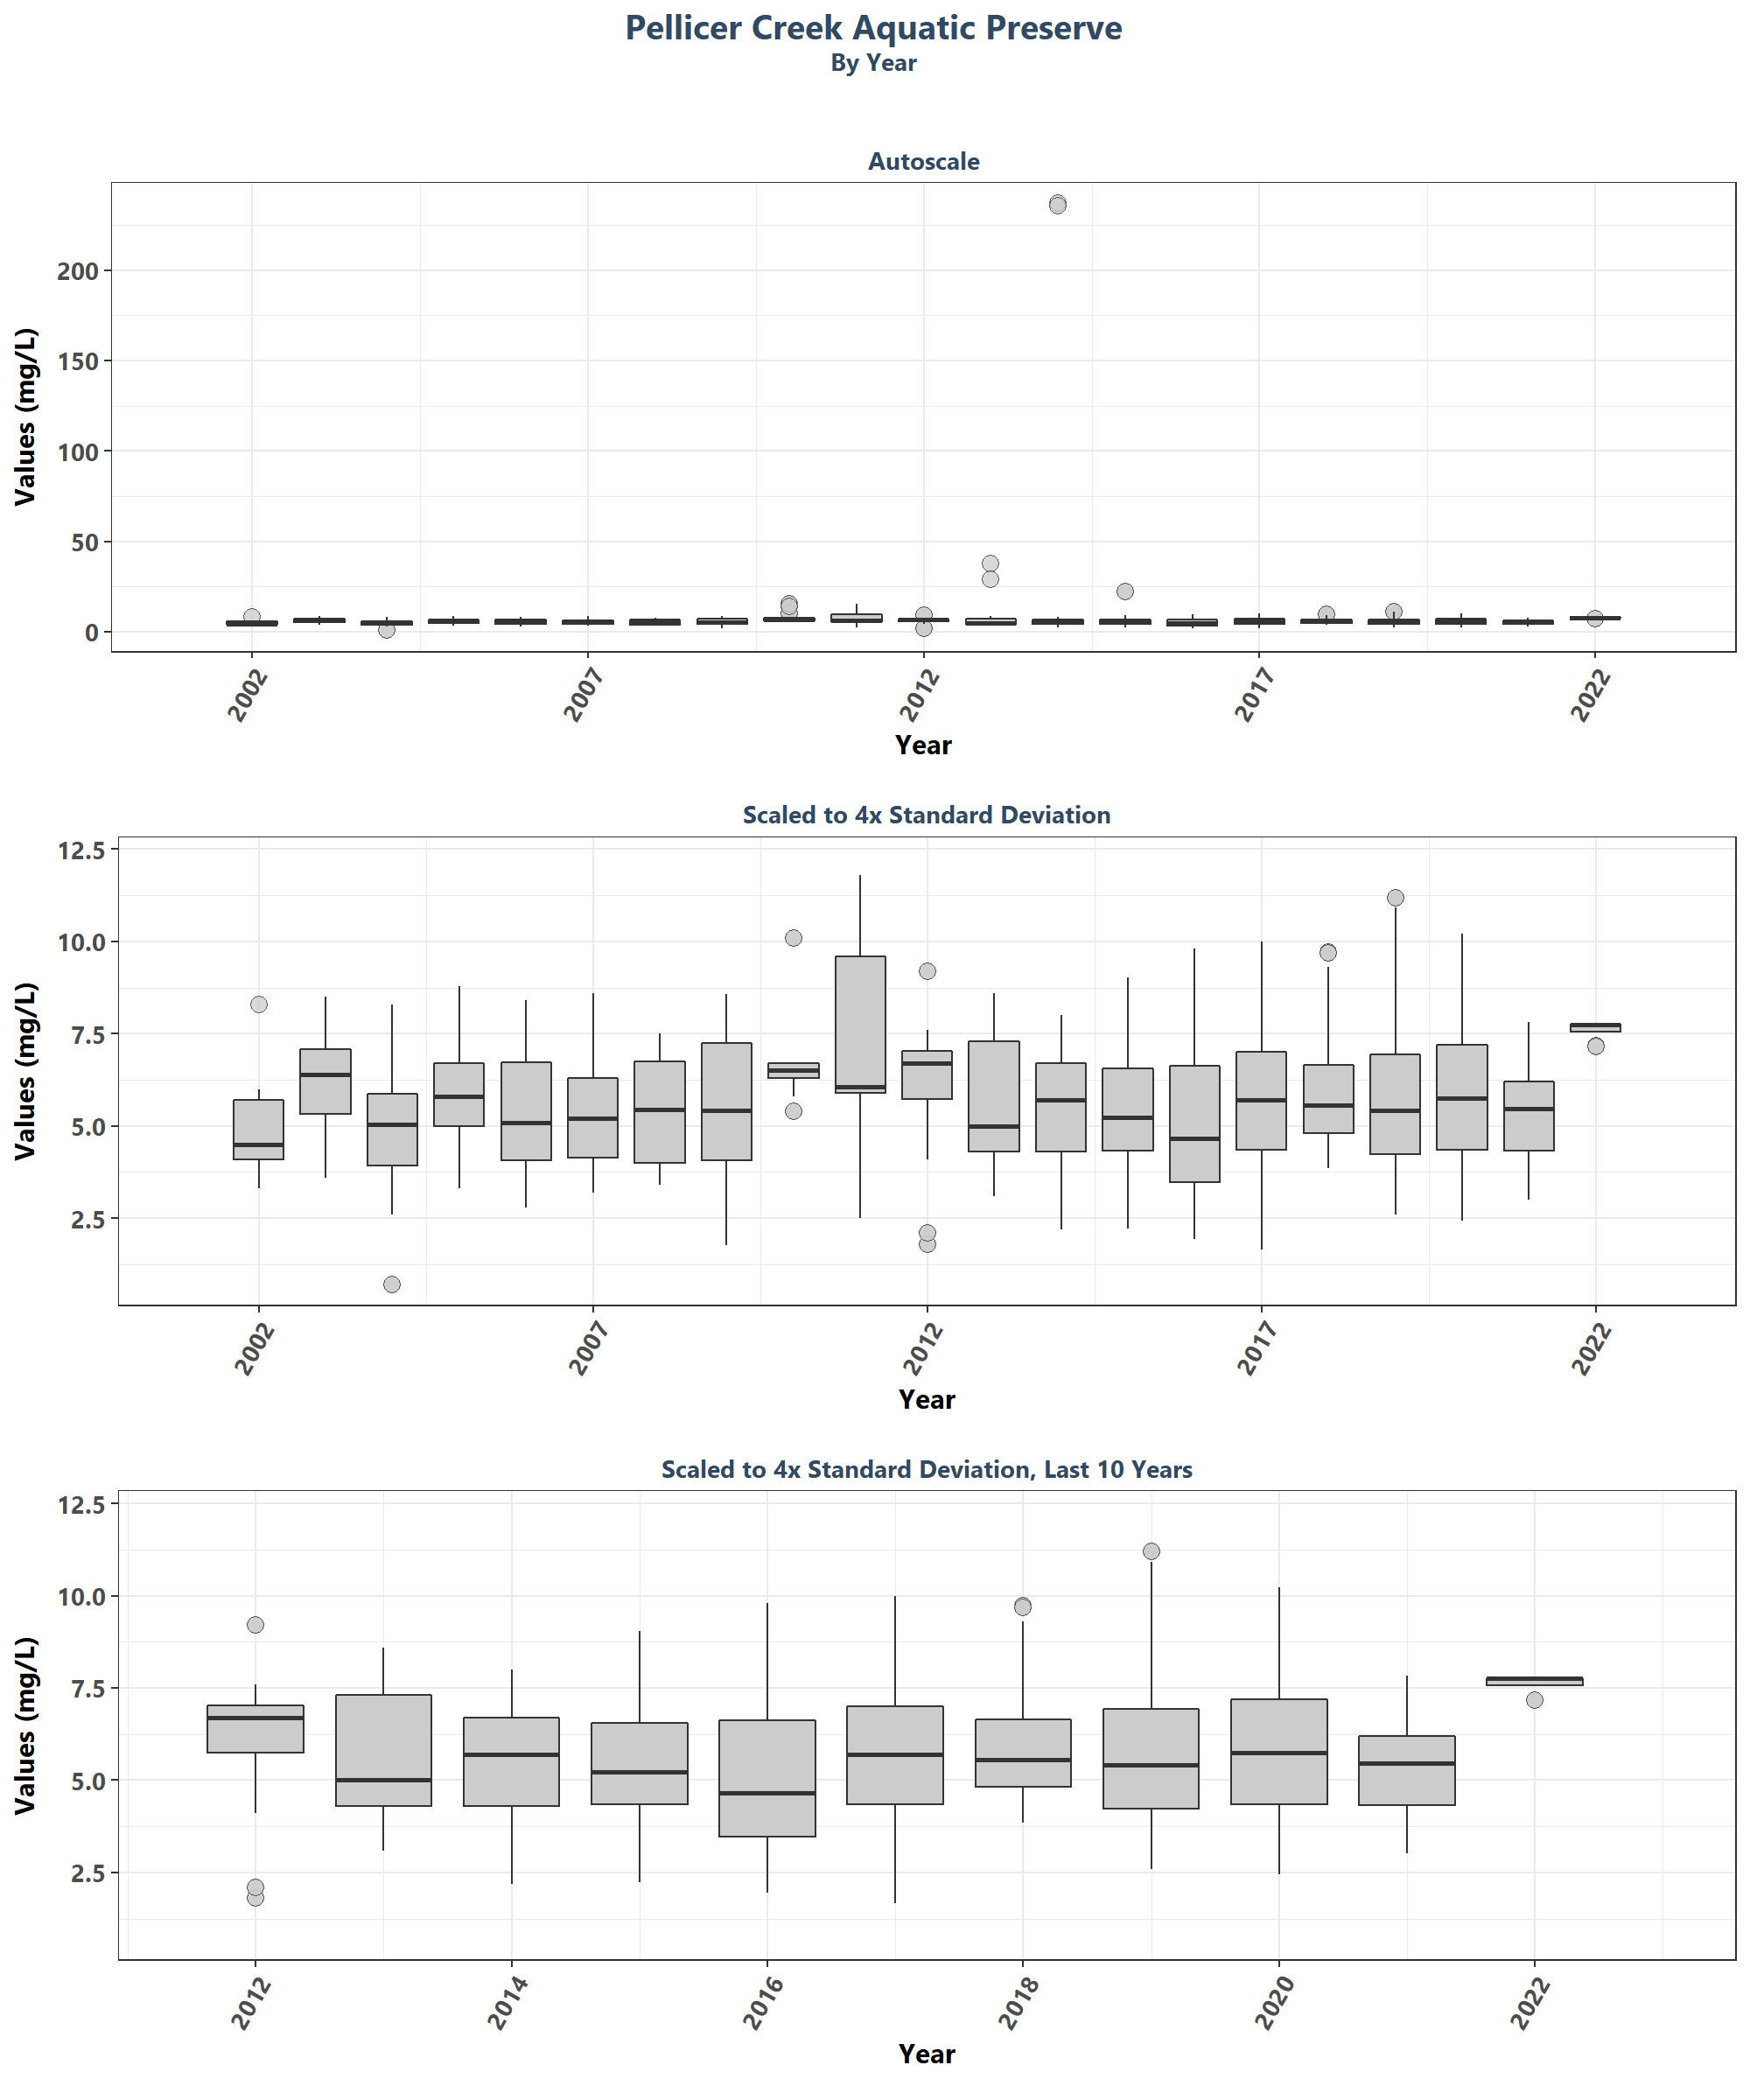 Pellicer Creek Aquatic Preserve
By Year
Autoscale
Values (mg/L)
200
150
100
50
0
2002 2007 2012 2017 2022
Year
Scaled to 4x Standard Deviation
Values (mg/L)
12.5
10.0
7.5
5.0
2.5
2002 2007 2012 2017 2022
Year
Scaled to 4x Standard Deviation, Last 10 Years
Values (mg/L)
12.5
10.0
7.5
5.0
2.5
2012 2014 2016 2018 2020 2022
Year